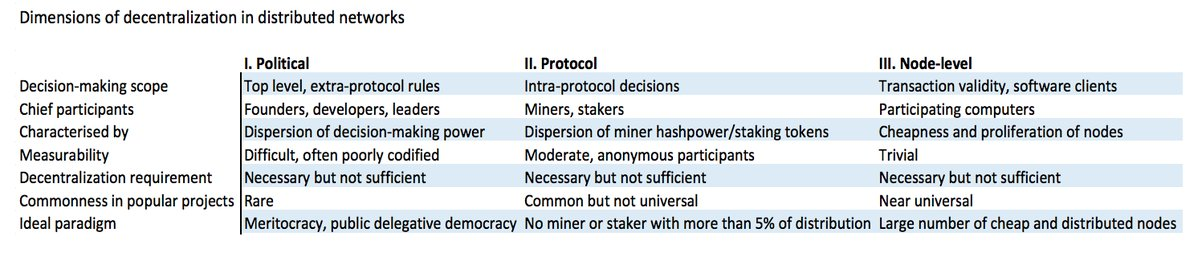 Dimensions of decentralization in distributed networks
I. Political II. Protocol III. Node-level
Decision-making scope Top level, extra-protocol rules Intra-protocol decisions Transaction validity, software clients
Chief participants Founders, developers, leaders Miners, stakers Participating computers
Characterised by Dispersion of decision-making power Dispersion of miner hashpower/staking tokens Cheapness and proliferation of nodes
Measurability Difficult, often poorly codified Moderate, anonymous participants Trivial
Decentralization requirement Necessary but not sufficient Necessary but not sufficient Necessary but not sufficient
Commonness in popular projects Rare Common but not universal Near universal
Ideal paradigm Meritocracy, public delegative democracy No miner or staker with more than 5% of distribution Large number of cheap and distributed nodes